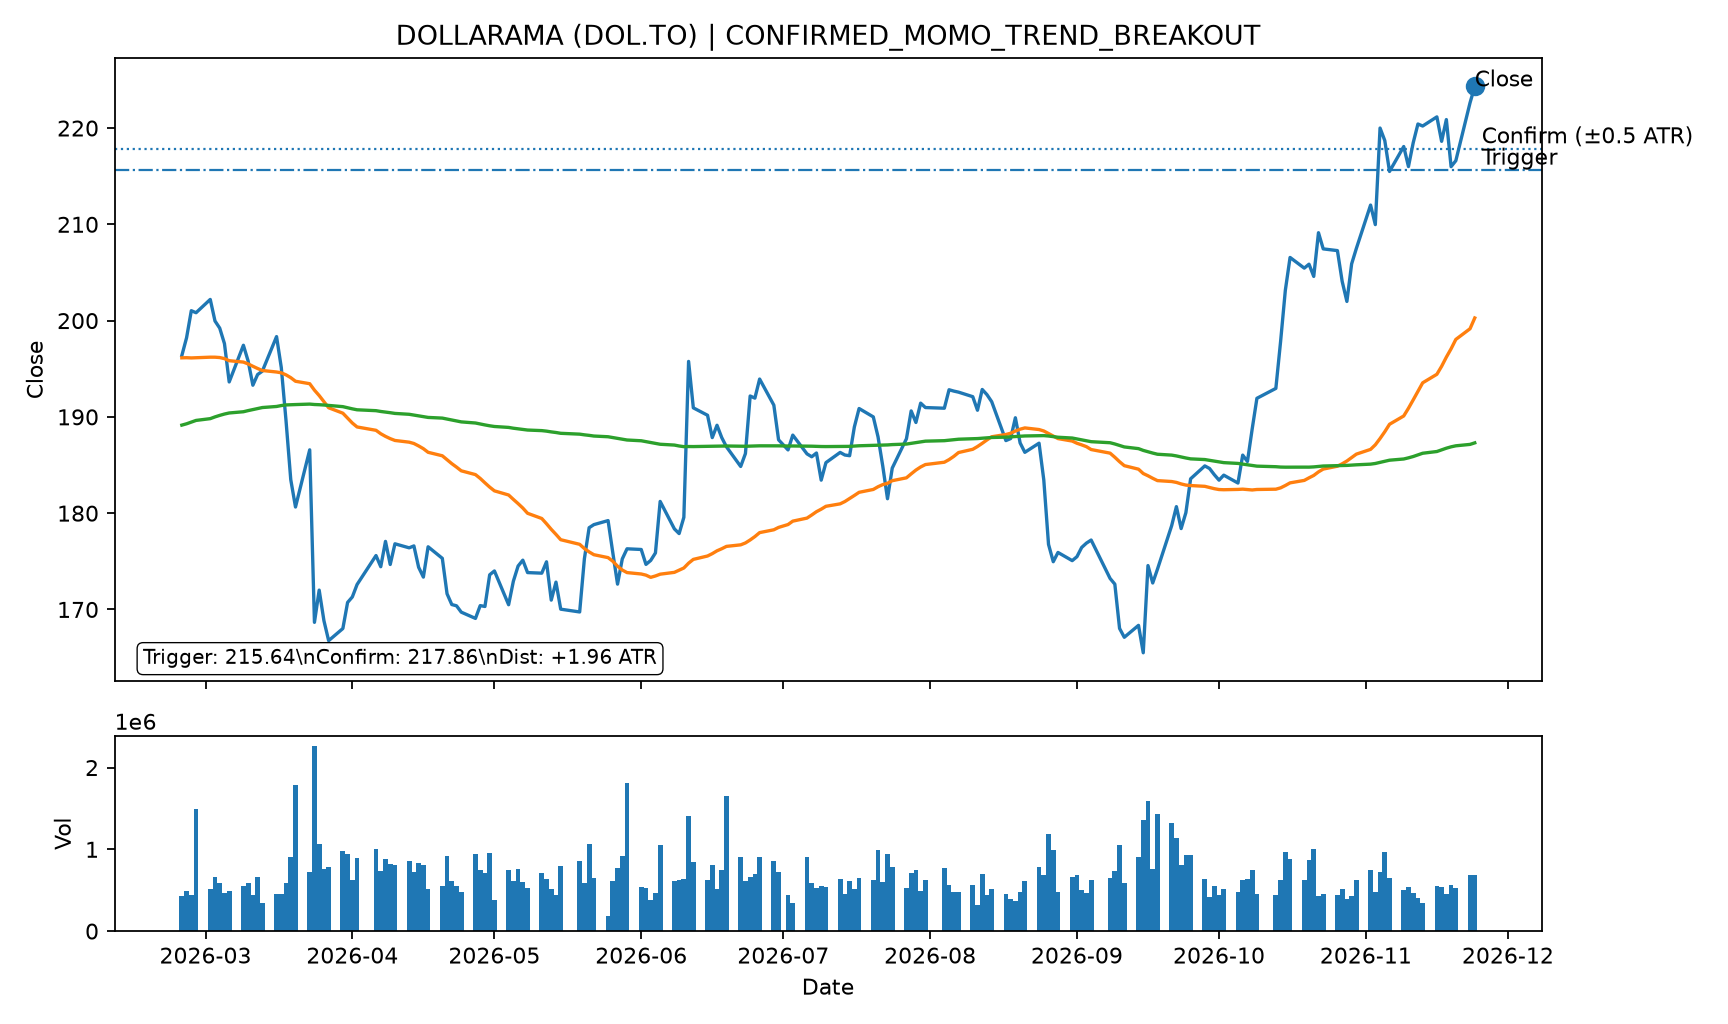 DOLLARAMA (DOL.TO) | CONFIRMED_MOMO_TREND_BREAKOUT
Close
220
210
200
190
180
170
Close
Confirm (±0.5 ATR)
Trigger
Trigger: 215.64\nConfirm: 217.86\nDist: +1.96 ATR
1e6
Vol
2
1
0
2026-03 2026-04 2026-05 2026-06 2026-07 2026-08 2026-09 2026-10 2026-11 2026-12
Date